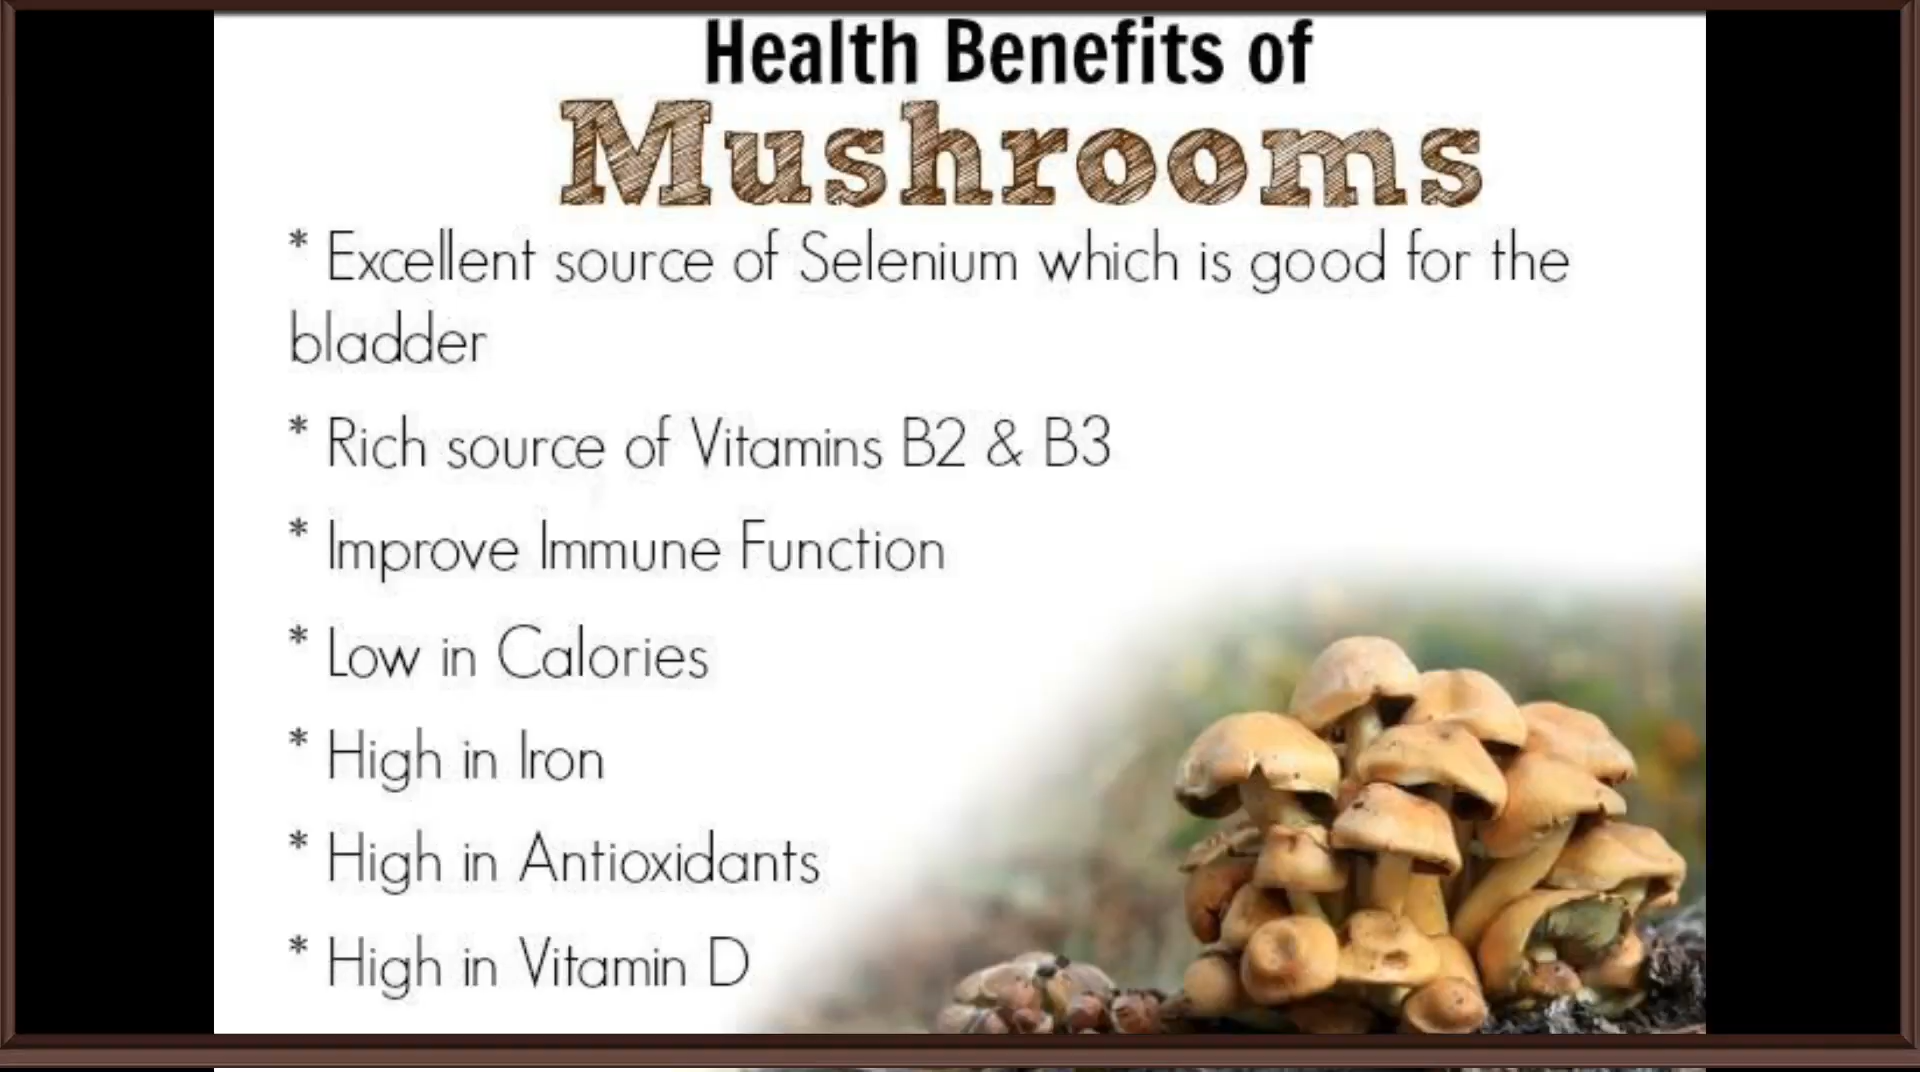 Health Benefits of
Mushrooms
* Excellent source of Selenium which is good for the
bladder
* Rich source of Vitamins B2 & B3
* Improve Immune Function
* Low in Calories
* High in Iron
* High in Antioxidants
* High in Vitamin D